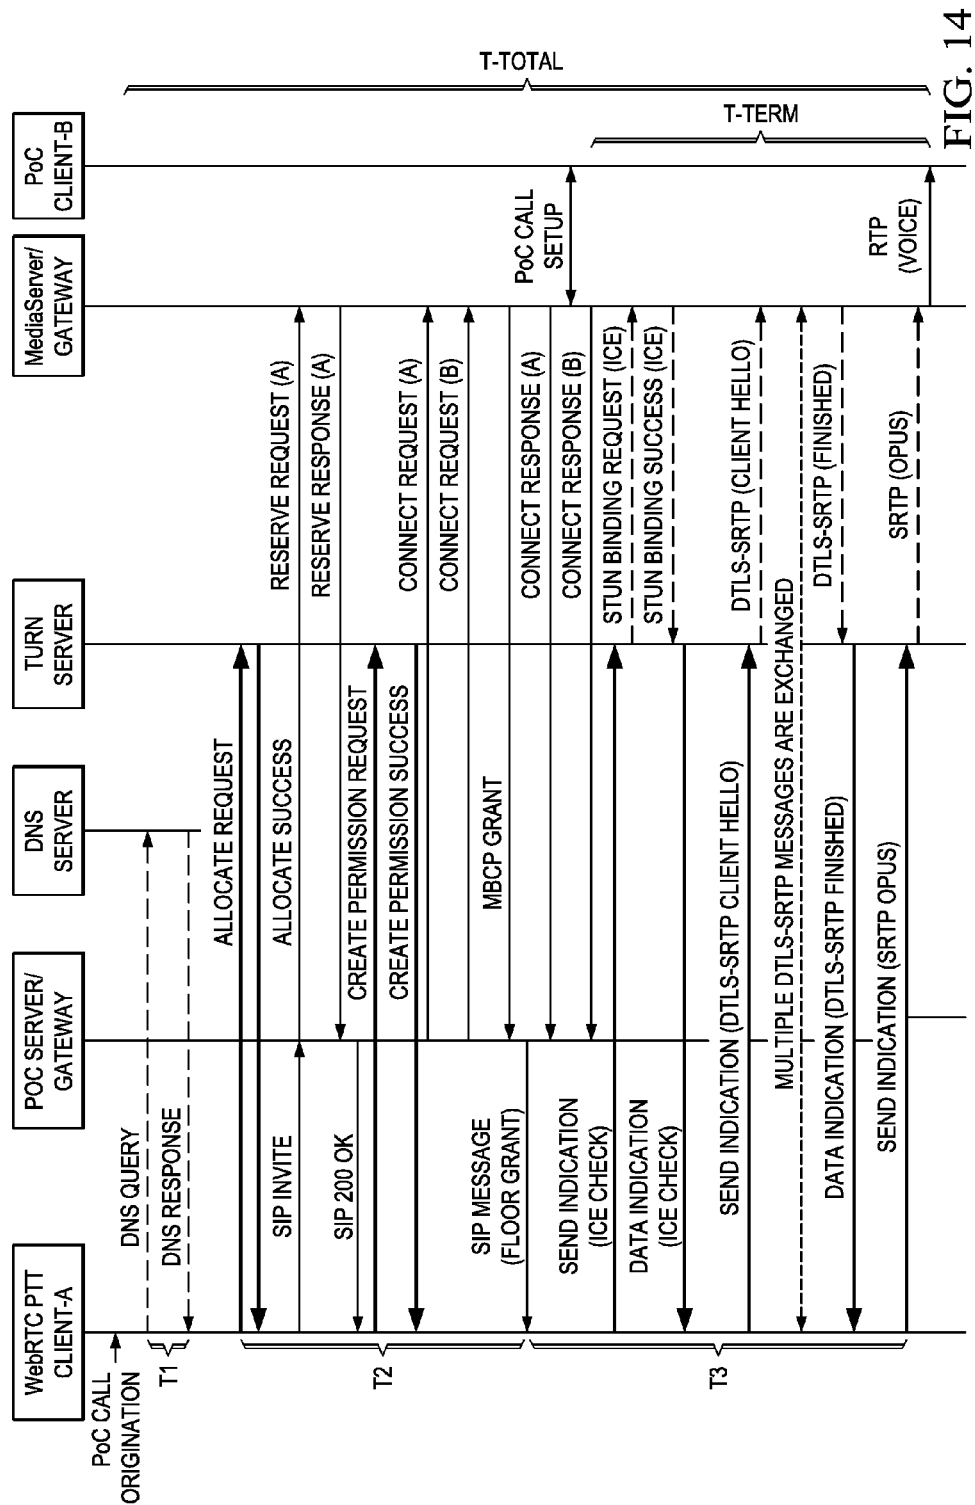 WebRTC PTT
CLIENT-A
POC SERVER/
GATEWAY
DNS
SERVER
TURN
SERVER
MediaServer/
GATEWAY
PoC
CLIENT-B
PoC CALL
ORIGINATION
DNS QUERY
DNS RESPONSE
T1
ALLOCATE REQUEST
ALLOCATE SUCCESS
SIP INVITE
RESERVE REQUEST (A)
RESERVE RESPONSE (A)
SIP 200 OK
CREATE PERMISSION REQUEST
CREATE PERMISSION SUCCESS
T2
CONNECT REQUEST (A)
CONNECT REQUEST (B)
MBCP GRANT
SIP MESSAGE
(FLOOR GRANT)
CONNECT RESPONSE (A)
PoC CALL
SETUP
CONNECT RESPONSE (B)
SEND INDICATION
(ICE CHECK)
STUN BINDING REQUEST (ICE)
STUN BINDING SUCCESS (ICE)
DATA INDICATION
(ICE CHECK)
T3
SEND INDICATION (DTLS-SRTP CLIENT HELLO)
DTLS-SRTP (CLIENT HELLO)
MULTIPLE DTLS-SRTP MESSAGES ARE EXCHANGED
DTLS-SRTP (FINISHED)
DATA INDICATION (DTLS-SRTP FINISHED)
SEND INDICATION (SRTP OPUS)
SRTP (OPUS)
RTP
(VOICE)
T-TERM
T-TOTAL
FIG. 14